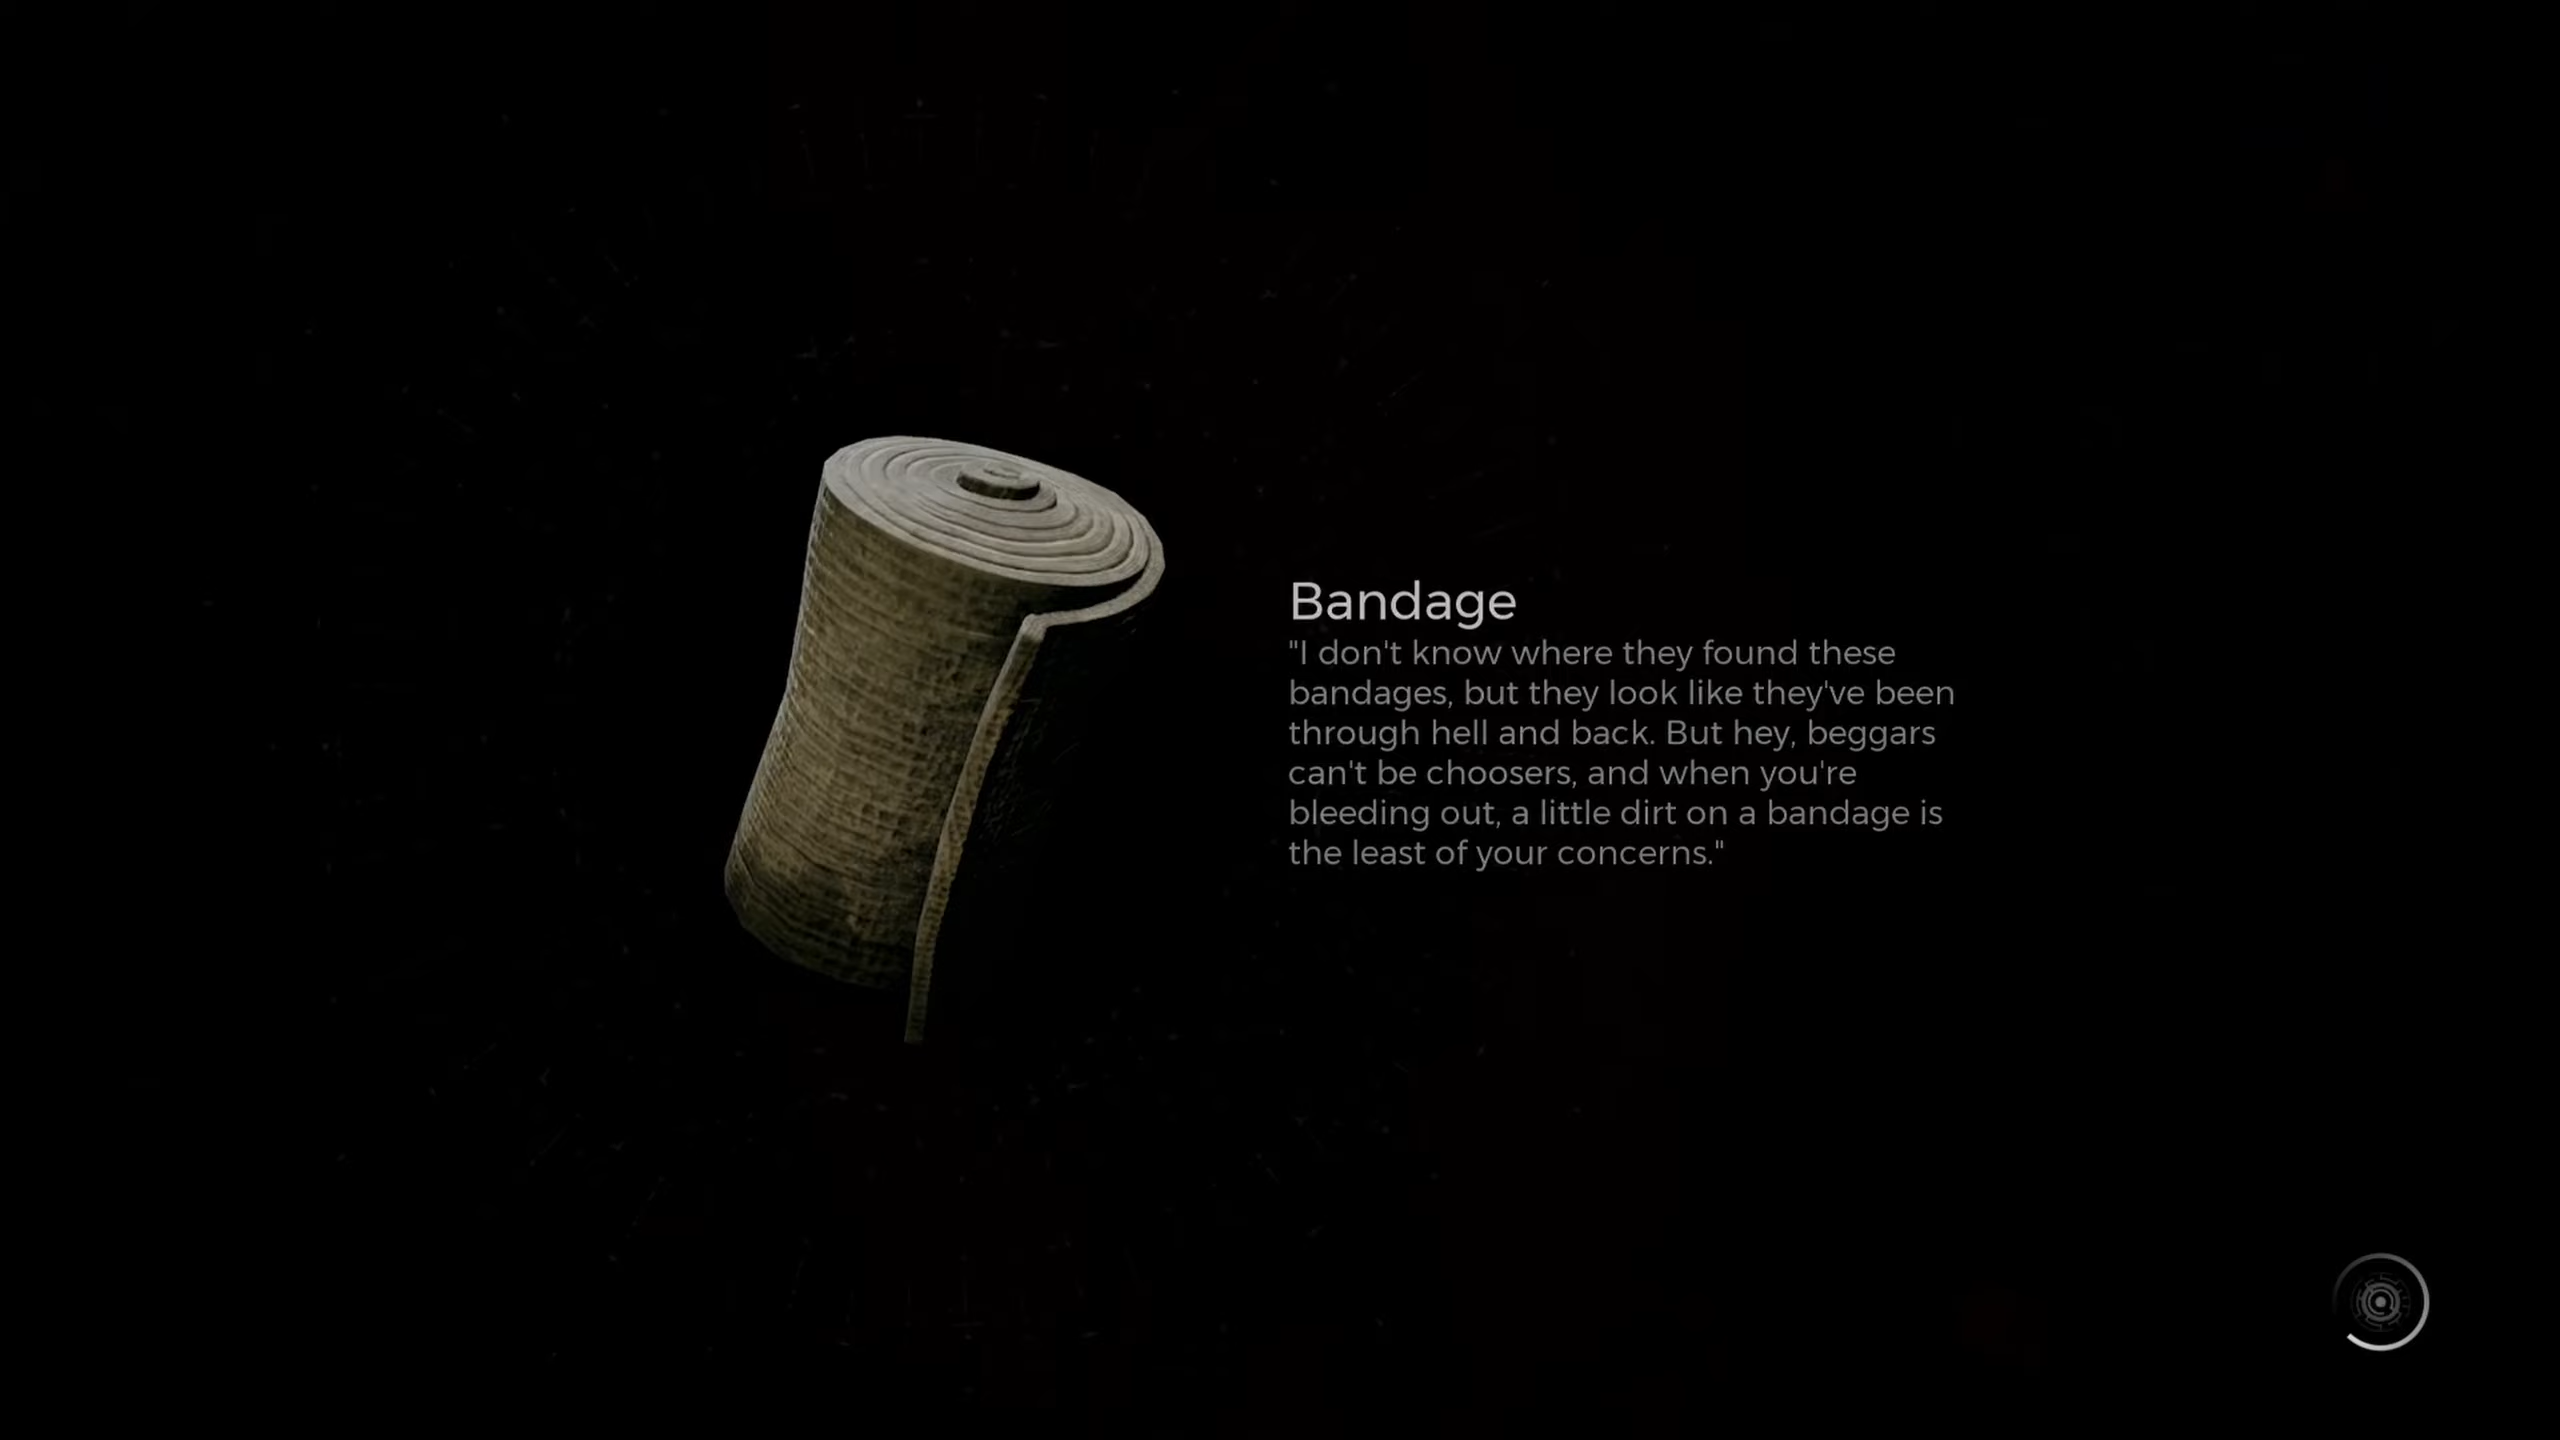 Bandage
"I don't know where they found these
bandages, but they look like they've been
through hell and back. But hey, beggars
can't be choosers, and when you're
bleeding out, a little dirt on a bandage is
the least of your concerns."